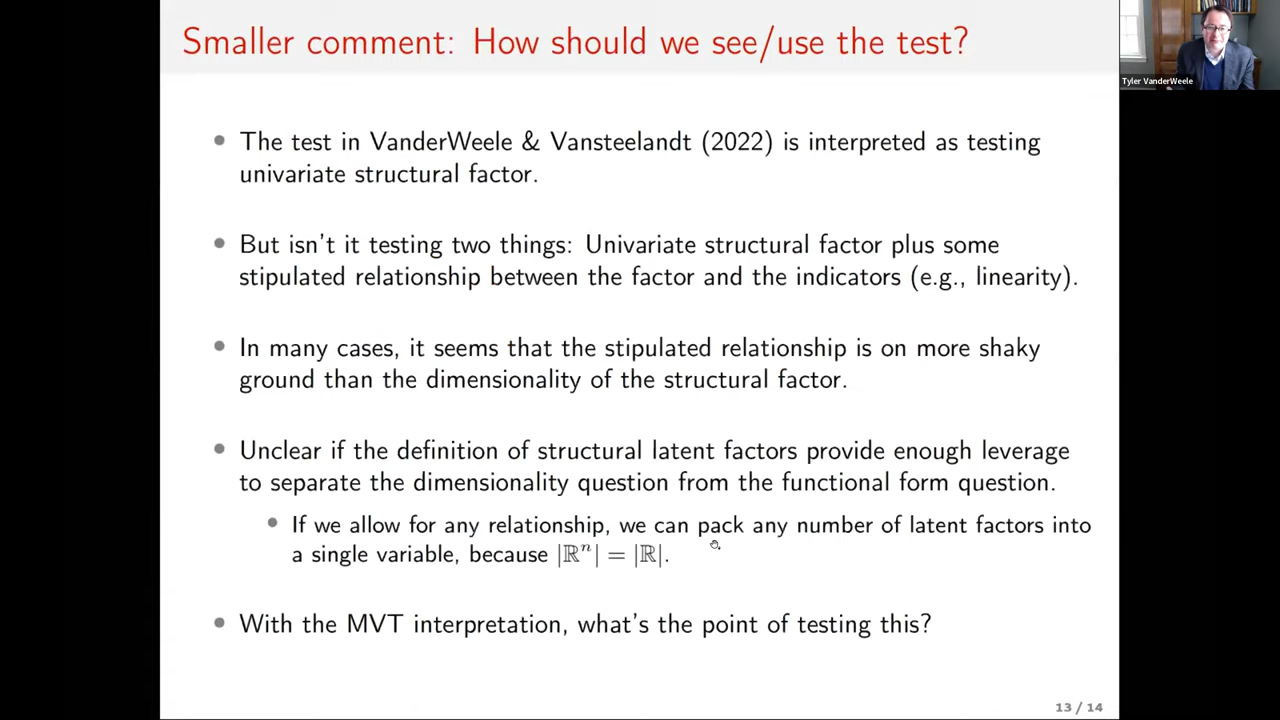 Smaller comment: How should we see/use the test?
Tyler VanderWeele
The test in VanderWeele & Vansteelandt (2022) is interpreted as testing
univariate structural factor.
But isn't it testing two things: Univariate structural factor plus some
stipulated relationship between the factor and the indicators (e.g., linearity).
In many cases, it seems that the stipulated relationship is on more shaky
ground than the dimensionality of the structural factor.
Unclear if the definition of structural latent factors provide enough leverage
to separate the dimensionality question from the functional form question.
If we allow for any relationship, we can pack any number of latent factors into
a single variable, because |ℝⁿ| = |ℝ|.
With the MVT interpretation, what's the point of testing this?
13 / 14